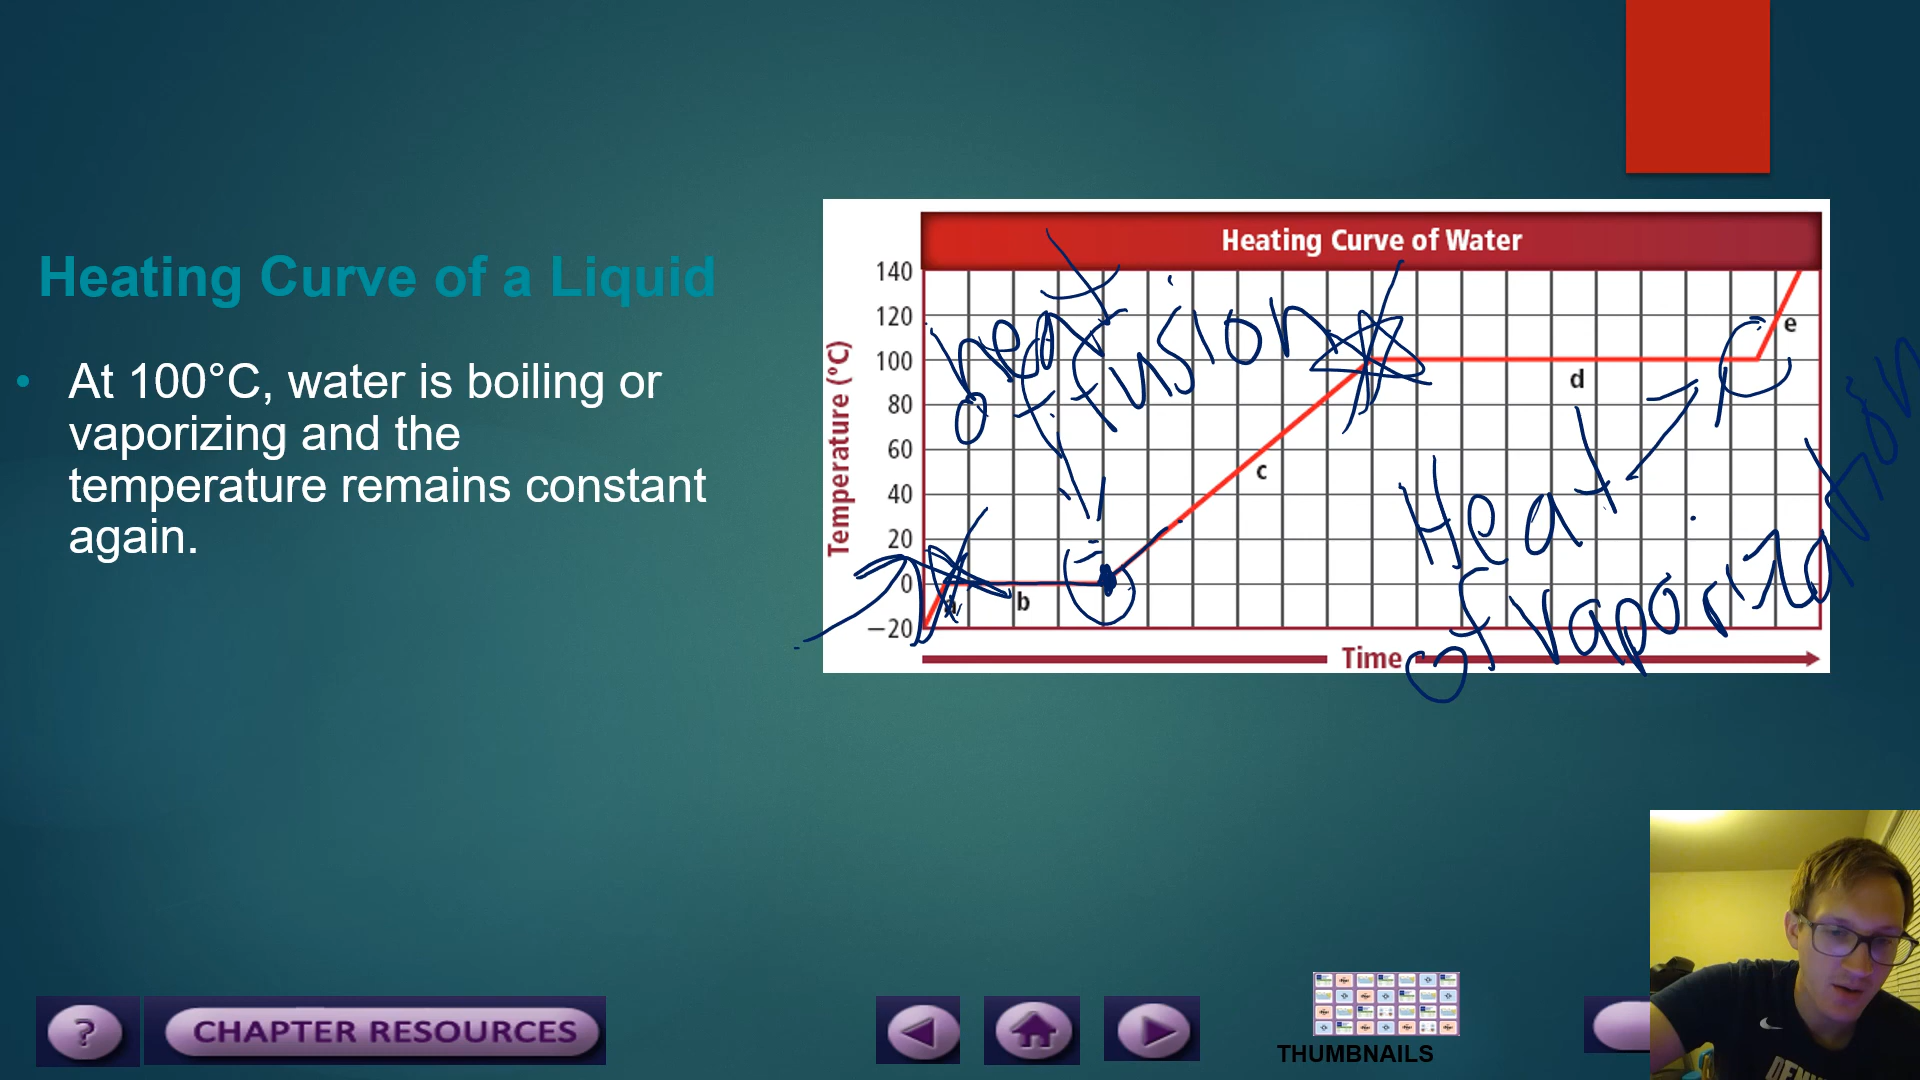 Heating Curve of a Liquid
• At 100°C, water is boiling or
vaporizing and the
temperature remains constant
again.
Heating Curve of Water
Temperature (°C)
140
120
100
80
60
40
20
0
−20
a
b
c
d
e
Time
heat
of fusion
Heat
of vaporization
?
CHAPTER RESOURCES
THUMBNAILS